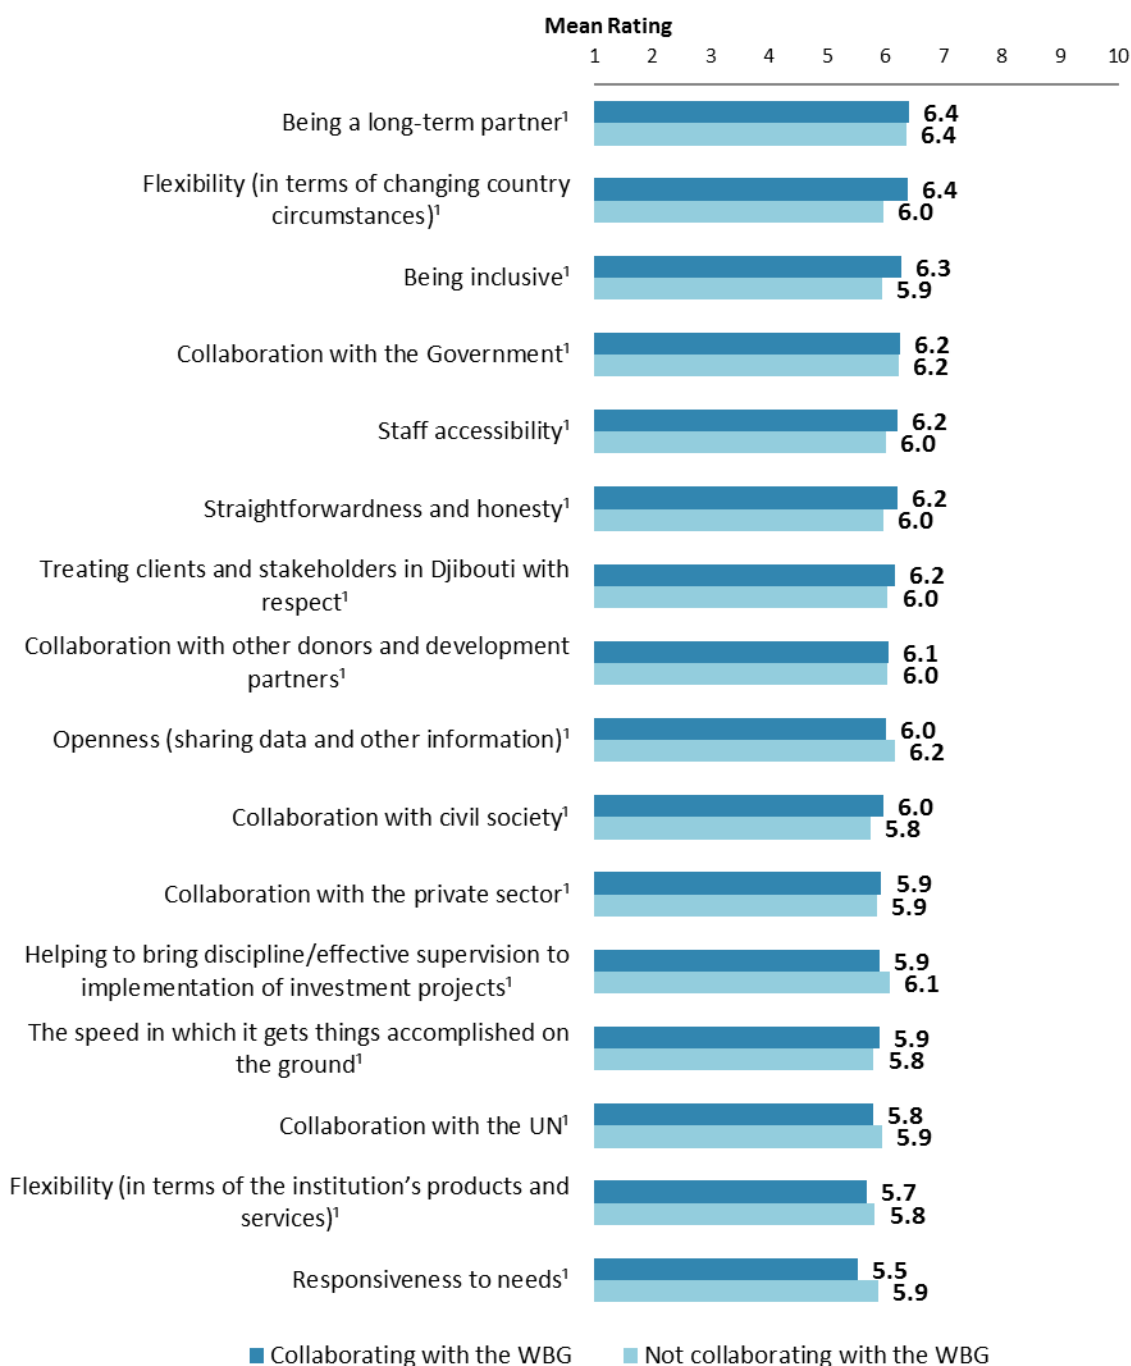 Mean Rating
1 2 3 4 5 6 7 8 9 10
Being a long-term partner¹
6.4
6.4
Flexibility (in terms of changing country
circumstances)¹
6.4
6.0
Being inclusive¹
6.3
5.9
Collaboration with the Government¹
6.2
6.2
Staff accessibility¹
6.2
6.0
Straightforwardness and honesty¹
6.2
6.0
Treating clients and stakeholders in Djibouti with
respect¹
6.2
6.0
Collaboration with other donors and development
partners¹
6.1
6.0
Openness (sharing data and other information)¹
6.0
6.2
Collaboration with civil society¹
6.0
5.8
Collaboration with the private sector¹
5.9
5.9
Helping to bring discipline/effective supervision to
implementation of investment projects¹
5.9
6.1
The speed in which it gets things accomplished on
the ground¹
5.9
5.8
Collaboration with the UN¹
5.8
5.9
Flexibility (in terms of the institution’s products and
services)¹
5.7
5.8
Responsiveness to needs¹
5.5
5.9
Collaborating with the WBG Not collaborating with the WBG